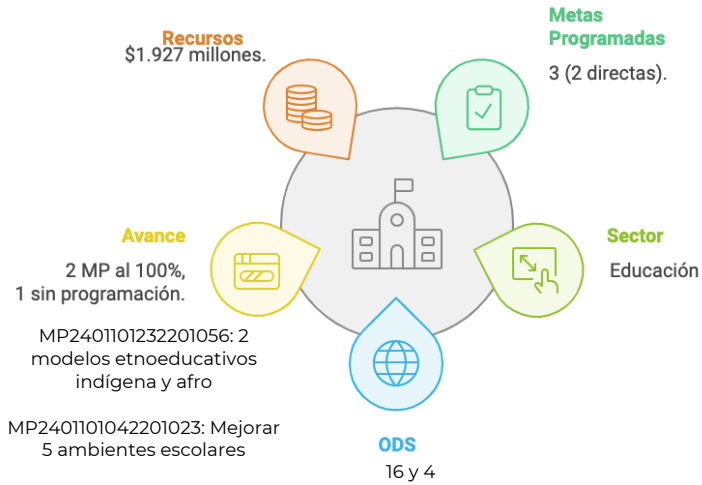 Recursos
$1.927 millones.
Metas
Programadas
3 (2 directas).
Avance
2 MP al 100%,
1 sin programación.
MP2401101232201056: 2
modelos etnoeducativos
indígena y afro
MP2401101042201023: Mejorar
5 ambientes escolares
Sector
Educación
ODS
16 y 4